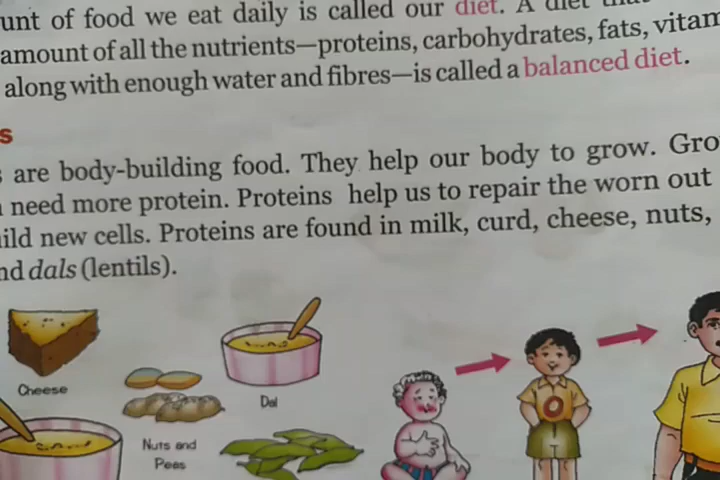 unt of food we eat daily is called our diet. A diet that
amount of all the nutrients—proteins, carbohydrates, fats, vitam
along with enough water and fibres—is called a balanced diet.
s
s are body-building food. They help our body to grow. Gro
need more protein. Proteins help us to repair the worn out
ild new cells. Proteins are found in milk, curd, cheese, nuts,
nd dals (lentils).
Cheese
Dal
Nuts and
Peas